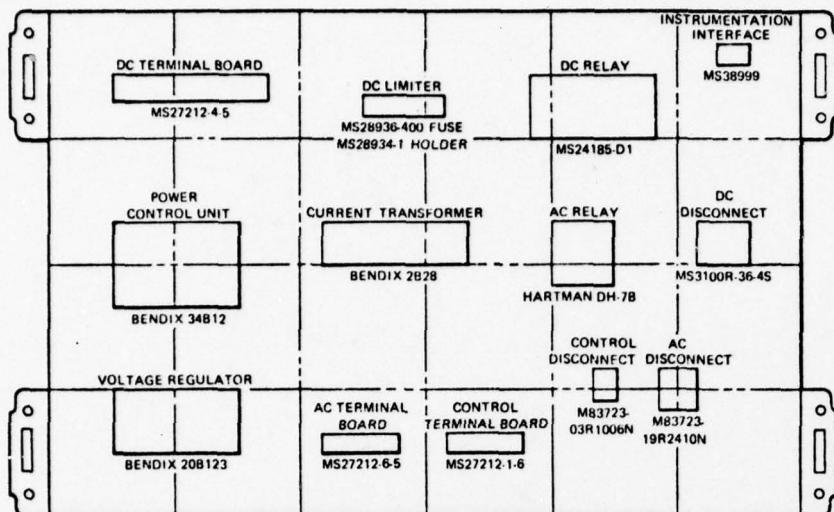 INSTRUMENTATION
INTERFACE
MS38999
DC TERMINAL BOARD
MS27212-4-5
DC LIMITER
MS28936-400 FUSE
MS28934-1 HOLDER
DC RELAY
MS24185-D1
POWER
CONTROL UNIT
BENDIX 34B12
CURRENT TRANSFORMER
BENDIX 2B28
AC RELAY
HARTMAN DH-7B
DC
DISCONNECT
MS3100R-36-4S
VOLTAGE REGULATOR
BENDIX 20B123
AC TERMINAL
BOARD
MS27212-6-5
CONTROL
TERMINAL BOARD
MS27212-1-6
CONTROL
DISCONNECT
M83723-
03R1006N
AC
DISCONNECT
M83723-
19R2410N